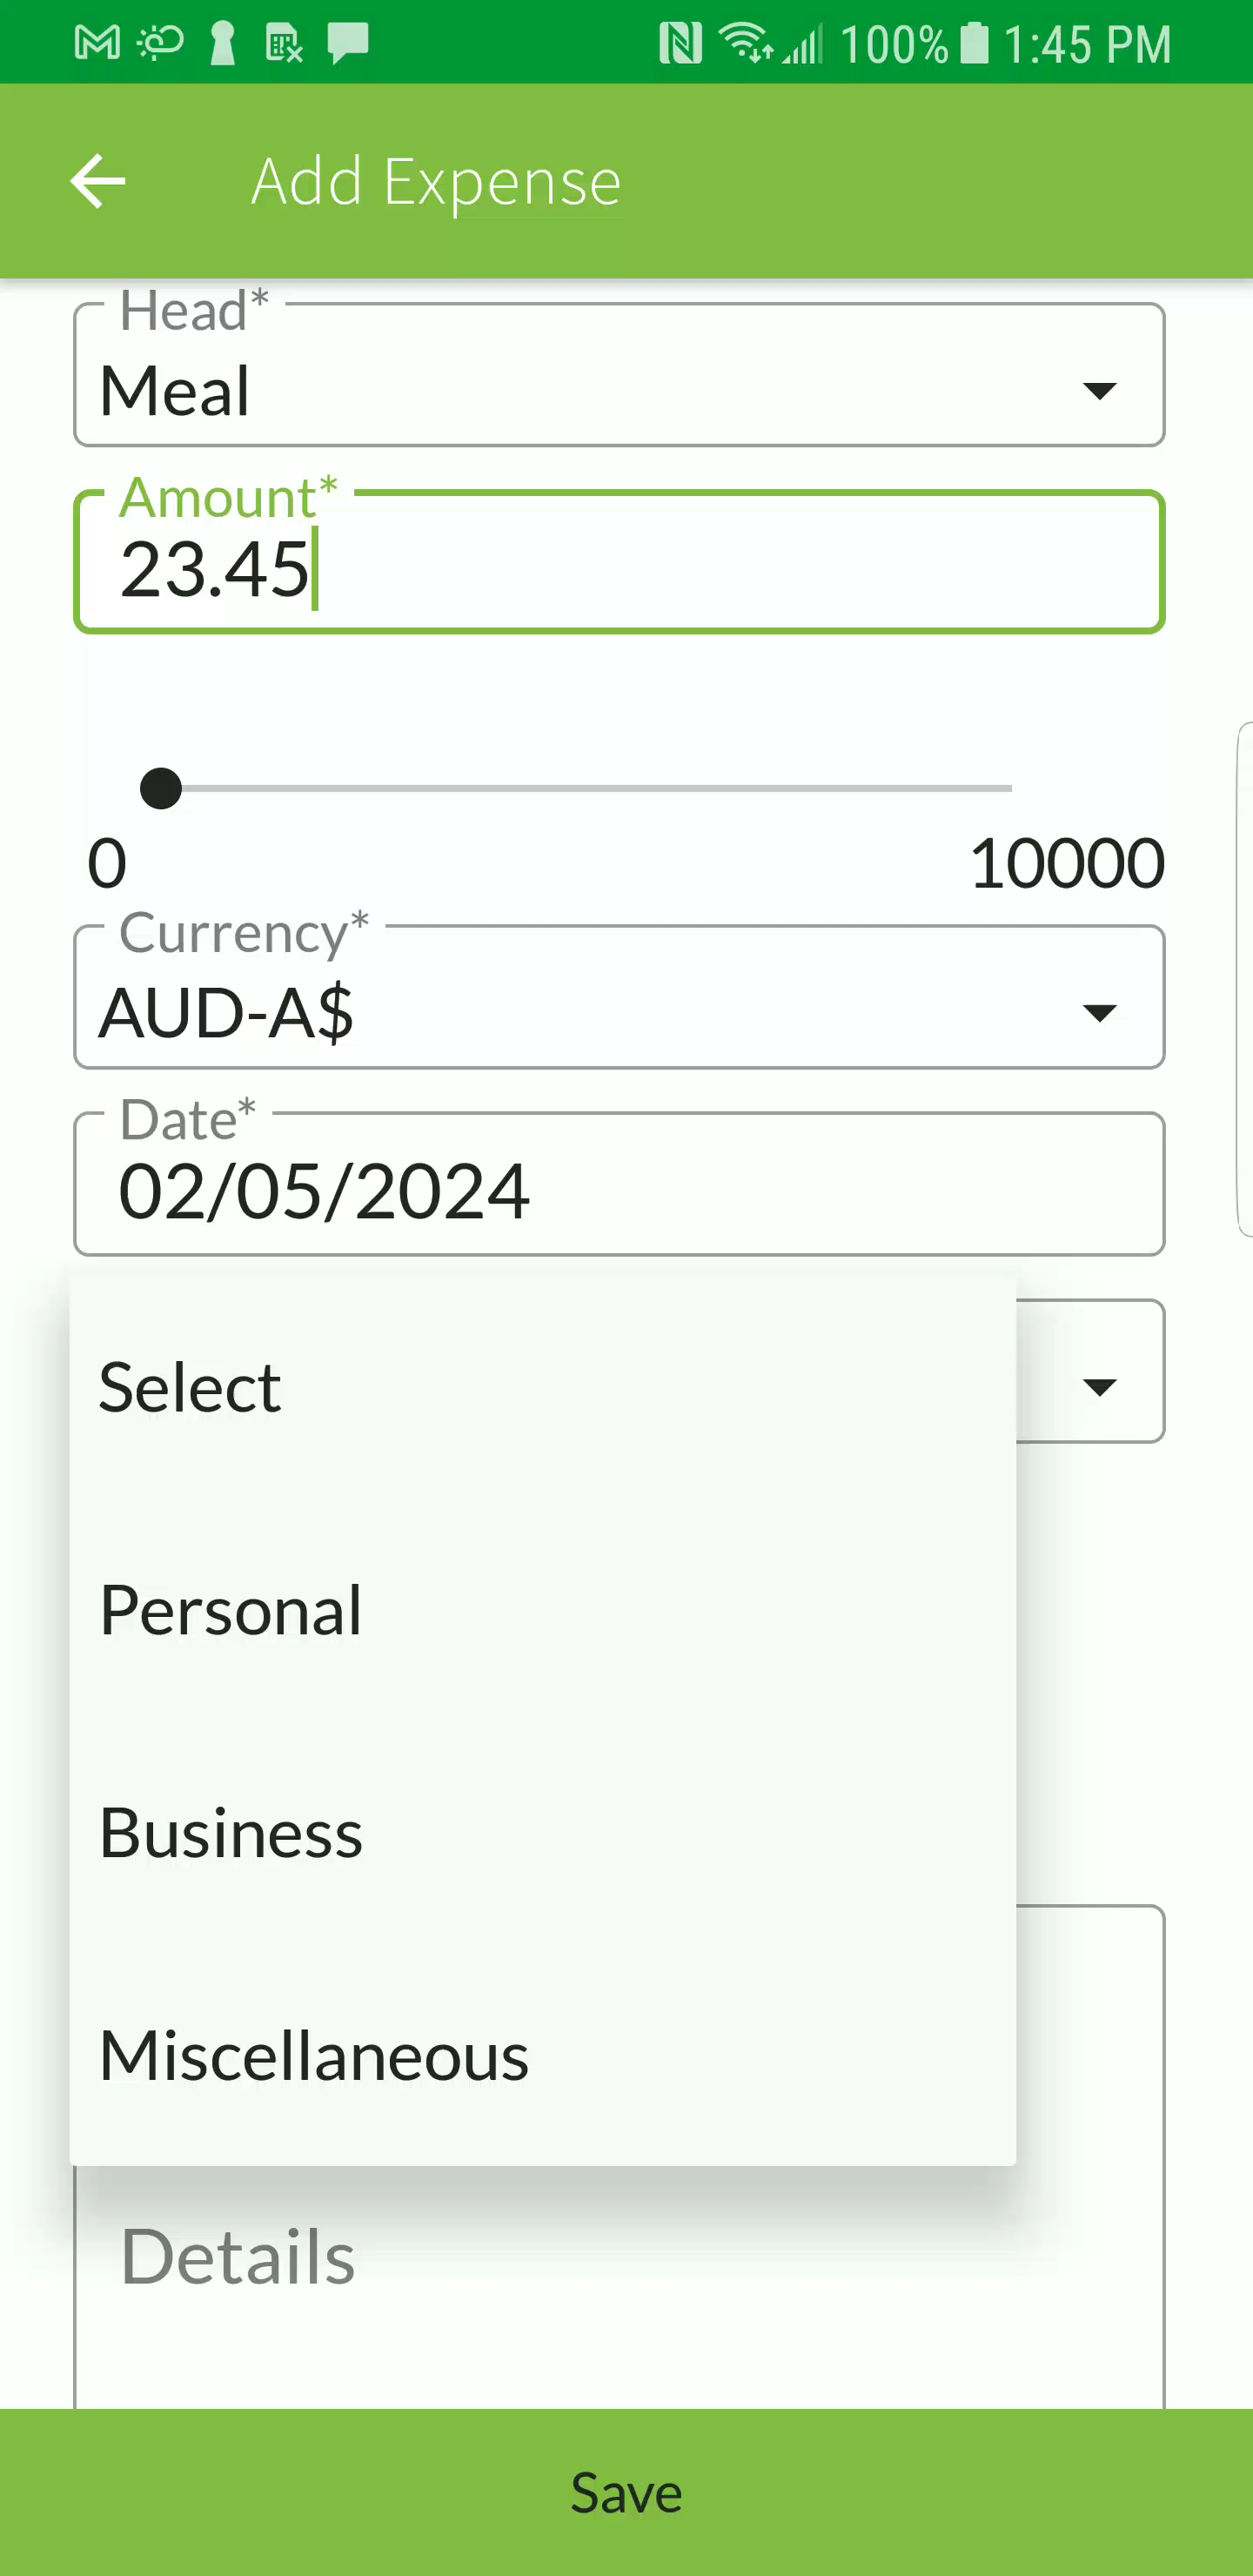 100% 1:45 PM
Add Expense
Head*
Meal
Amount*
23.45
0 10000
Currency*
AUD-A$
Date*
02/05/2024
Select
Personal
Business
Miscellaneous
Details
Save